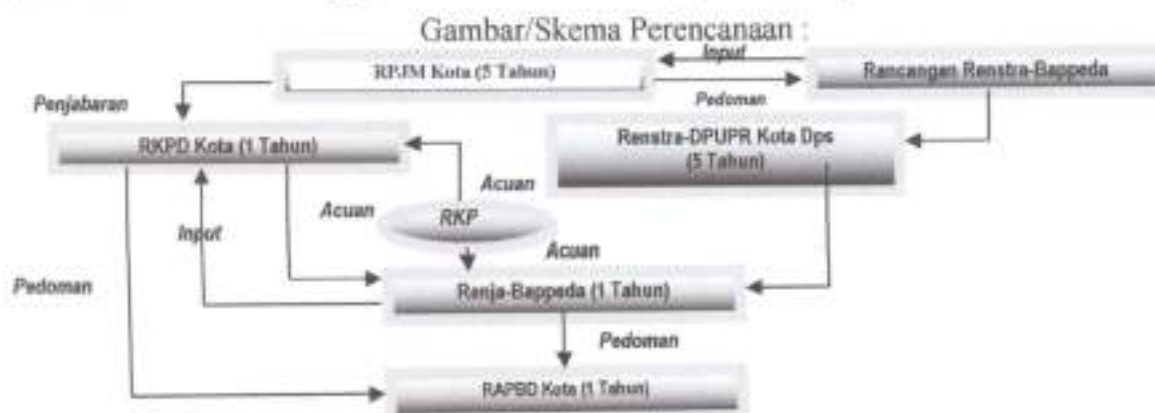 Gambar/Skema Perencanaan :
RPJM Kota (5 Tahun)
Input
Rancangan Renstra-Bappeda
Pedoman
Penjabaran
RKPD Kota (1 Tahun)
Renstra-DPUPR Kota Dps
(5 Tahun)
Acuan
Acuan
RKP
Input
Acuan
Pedoman
Renja-Bappeda (1 Tahun)
Pedoman
RAPBD Kota (1 Tahun)